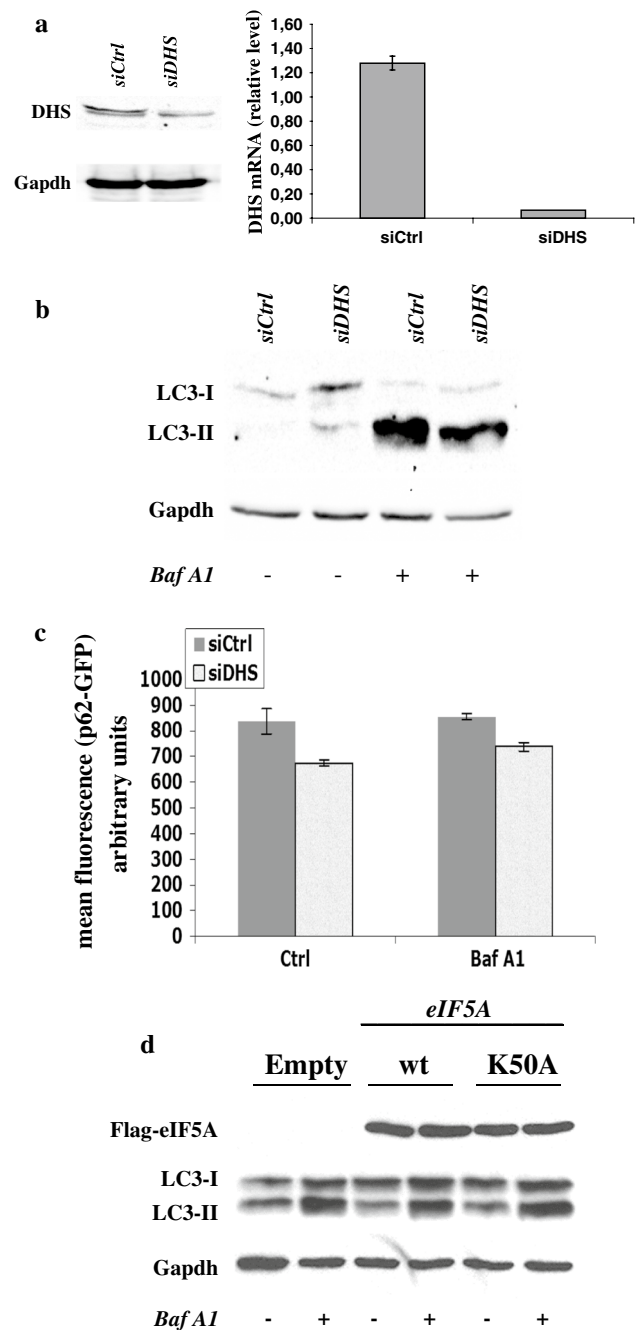 a
siCtrl siDHS
DHS
Gapdh
DHS mRNA (relative level)
1,60
1,40
1,20
1,00
0,80
0,60
0,40
0,20
0,00
siCtrl siDHS
b
siCtrl siDHS siCtrl siDHS
LC3-I
LC3-II
Gapdh
Baf A1 - - + +
c
siCtrl
siDHS
mean fluorescence (p62-GFP)
arbitrary units
1000
900
800
700
600
500
400
300
200
100
0
Ctrl Baf A1
d
eIF5A
Empty wt K50A
Flag-eIF5A
LC3-I
LC3-II
Gapdh
Baf A1 - + - + - +